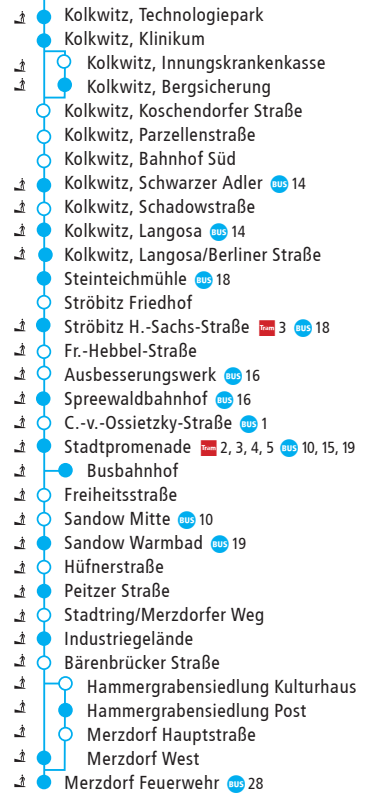 Kolkwitz, Technologiepark
Kolkwitz, Klinikum
Kolkwitz, Innungskrankenkasse
Kolkwitz, Bergsicherung
Kolkwitz, Koschendorfer Straße
Kolkwitz, Parzellenstraße
Kolkwitz, Bahnhof Süd
Kolkwitz, Schwarzer Adler BUS 14
Kolkwitz, Schadowstraße
Kolkwitz, Langosa BUS 14
Kolkwitz, Langosa/Berliner Straße
Steinteichmühle BUS 18
Ströbitz Friedhof
Ströbitz H.-Sachs-Straße Tram 3 BUS 18
Fr.-Hebbel-Straße
Ausbesserungswerk BUS 16
Spreewaldbahnhof BUS 16
C.-v.-Ossietzky-Straße BUS 1
Stadtpromenade Tram 2, 3, 4, 5 BUS 10, 15, 19
Busbahnhof
Freiheitsstraße
Sandow Mitte BUS 10
Sandow Warmbad BUS 19
Hüfnerstraße
Peitzer Straße
Stadtring/Merzdorfer Weg
Industriegelände
Bärenbrücker Straße
Hammergrabensiedlung Kulturhaus
Hammergrabensiedlung Post
Merzdorf Hauptstraße
Merzdorf West
Merzdorf Feuerwehr BUS 28